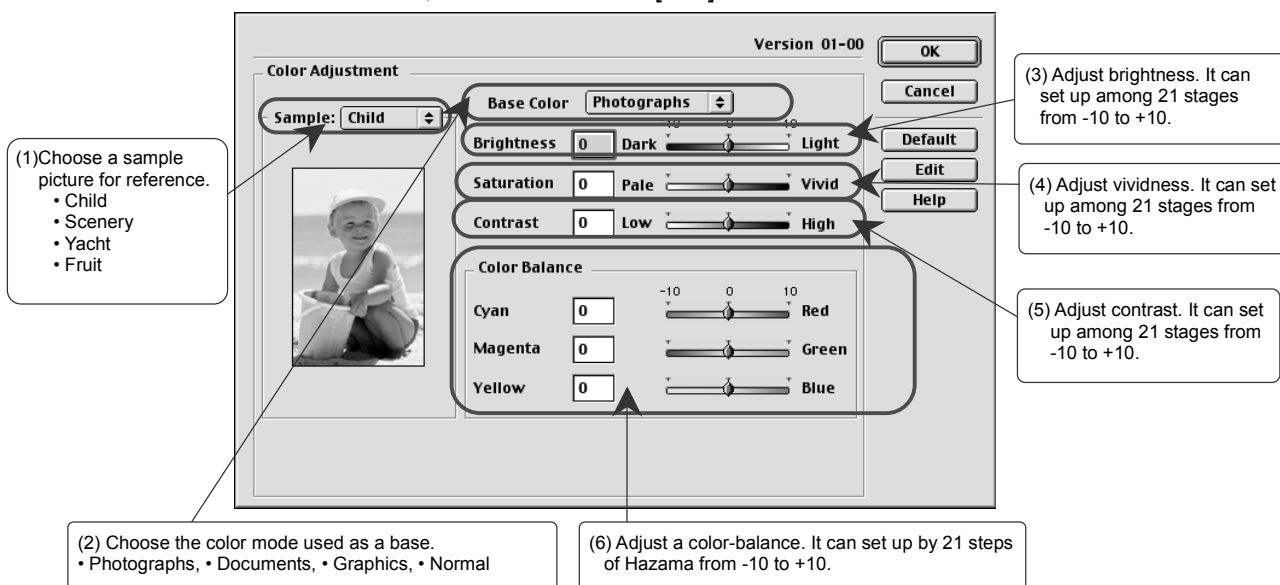 Version 01-00
OK
Cancel
Default
Edit
Help
Color Adjustment
Sample: Child
Base Color Photographs
-10 0 10
Brightness 0 Dark Light
Saturation 0 Pale Vivid
Contrast 0 Low High
Color Balance
-10 0 10
Cyan 0 Red
Magenta 0 Green
Yellow 0 Blue
(1)Choose a sample
picture for reference.
• Child
• Scenery
• Yacht
• Fruit
(2) Choose the color mode used as a base.
• Photographs, • Documents, • Graphics, • Normal
(3) Adjust brightness. It can
set up among 21 stages
from -10 to +10.
(4) Adjust vividness. It can set
up among 21 stages from
-10 to +10.
(5) Adjust contrast. It can set
up among 21 stages from
-10 to +10.
(6) Adjust a color-balance. It can set up by 21 steps
of Hazama from -10 to +10.